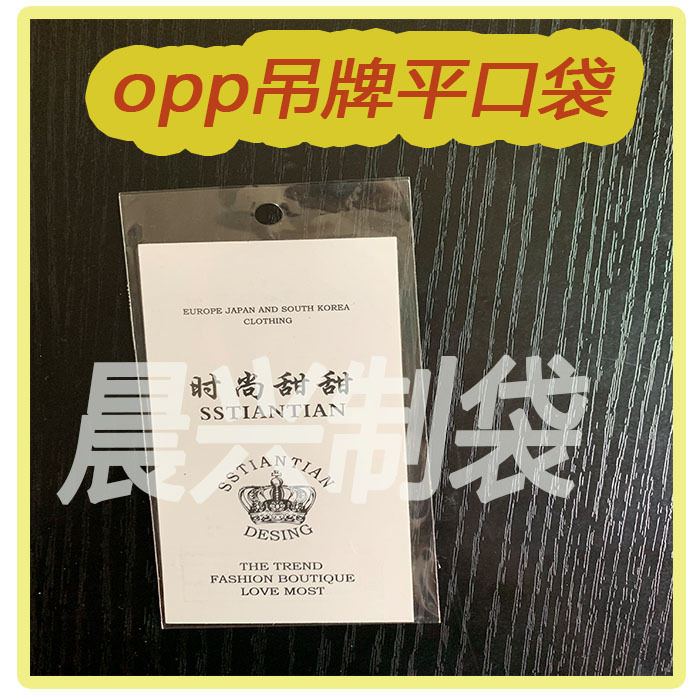 opp吊牌平口袋
EUROPE JAPAN AND SOUTH KOREA
CLOTHING
时尚甜甜
SSTIANTIAN
晨兴制袋
SSTIANTIAN
DESING
THE TREND
FASHION BOUTIQUE
LOVE MOST